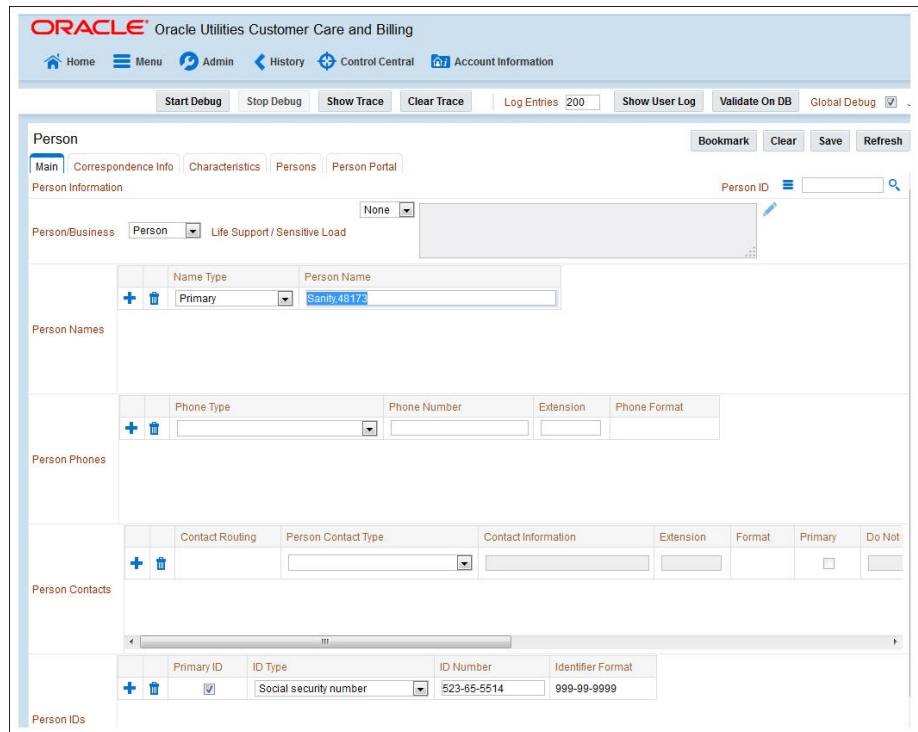 ORACLE® Oracle Utilities Customer Care and Billing
Home Menu Admin History Control Central Account Information
Start Debug Stop Debug Show Trace Clear Trace Log Entries 200 Show User Log Validate On DB Global Debug
Person Bookmark Clear Save Refresh
Main Correspondence Info Characteristics Persons Person Portal
Person Information Person ID
None
Person/Business Person Life Support / Sensitive Load
Name Type Person Name
Primary Sanity,48173
Person Names
Phone Type Phone Number Extension Phone Format
Person Phones
Contact Routing Person Contact Type Contact Information Extension Format Primary Do Not
Person Contacts
Primary ID ID Type ID Number Identifier Format
Social security number 523-65-5514 999-99-9999
Person IDs